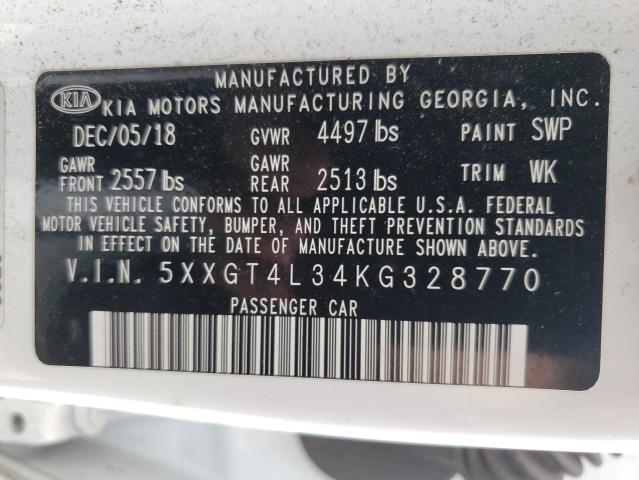 MANUFACTURED BY
KIA KIA MOTORS MANUFACTURING GEORGIA, INC.
DEC/05/18 GVWR 4497 lbs PAINT SWP
GAWR FRONT 2557 lbs GAWR REAR 2513 lbs TRIM WK
THIS VEHICLE CONFORMS TO ALL APPLICABLE U.S.A. FEDERAL
MOTOR VEHICLE SAFETY, BUMPER, AND THEFT PREVENTION STANDARDS
IN EFFECT ON THE DATE OF MANUFACTURE SHOWN ABOVE.
V.I.N. 5XXGT4L34KG328770
PASSENGER CAR